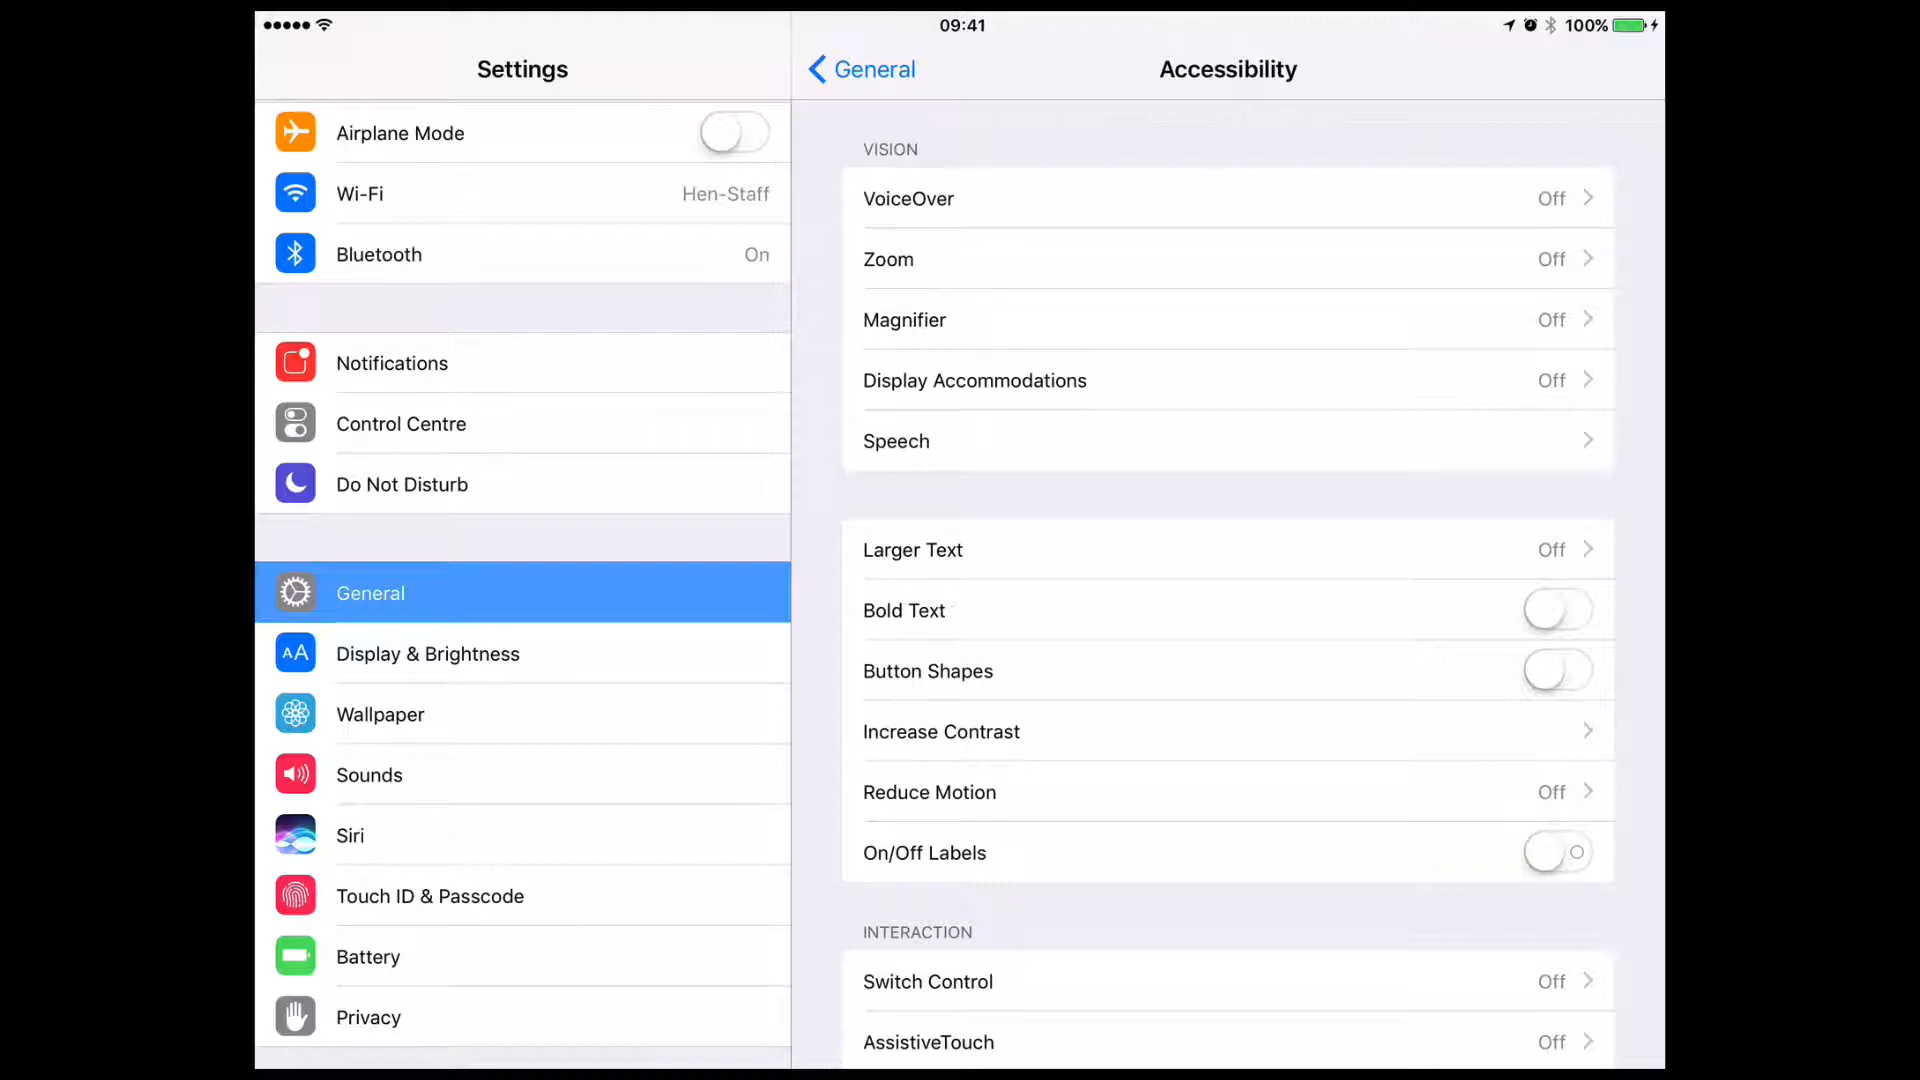 09:41
100%
Settings
Airplane Mode
Wi-Fi
Hen-Staff
Bluetooth
On
Notifications
Control Centre
Do Not Disturb
General
AA
Display & Brightness
Wallpaper
Sounds
Siri
Touch ID & Passcode
Battery
Privacy
General
Accessibility
VISION
VoiceOver
Off
Zoom
Off
Magnifier
Off
Display Accommodations
Off
Speech
Larger Text
Off
Bold Text
Button Shapes
Increase Contrast
Reduce Motion
Off
On/Off Labels
INTERACTION
Switch Control
Off
AssistiveTouch
Off